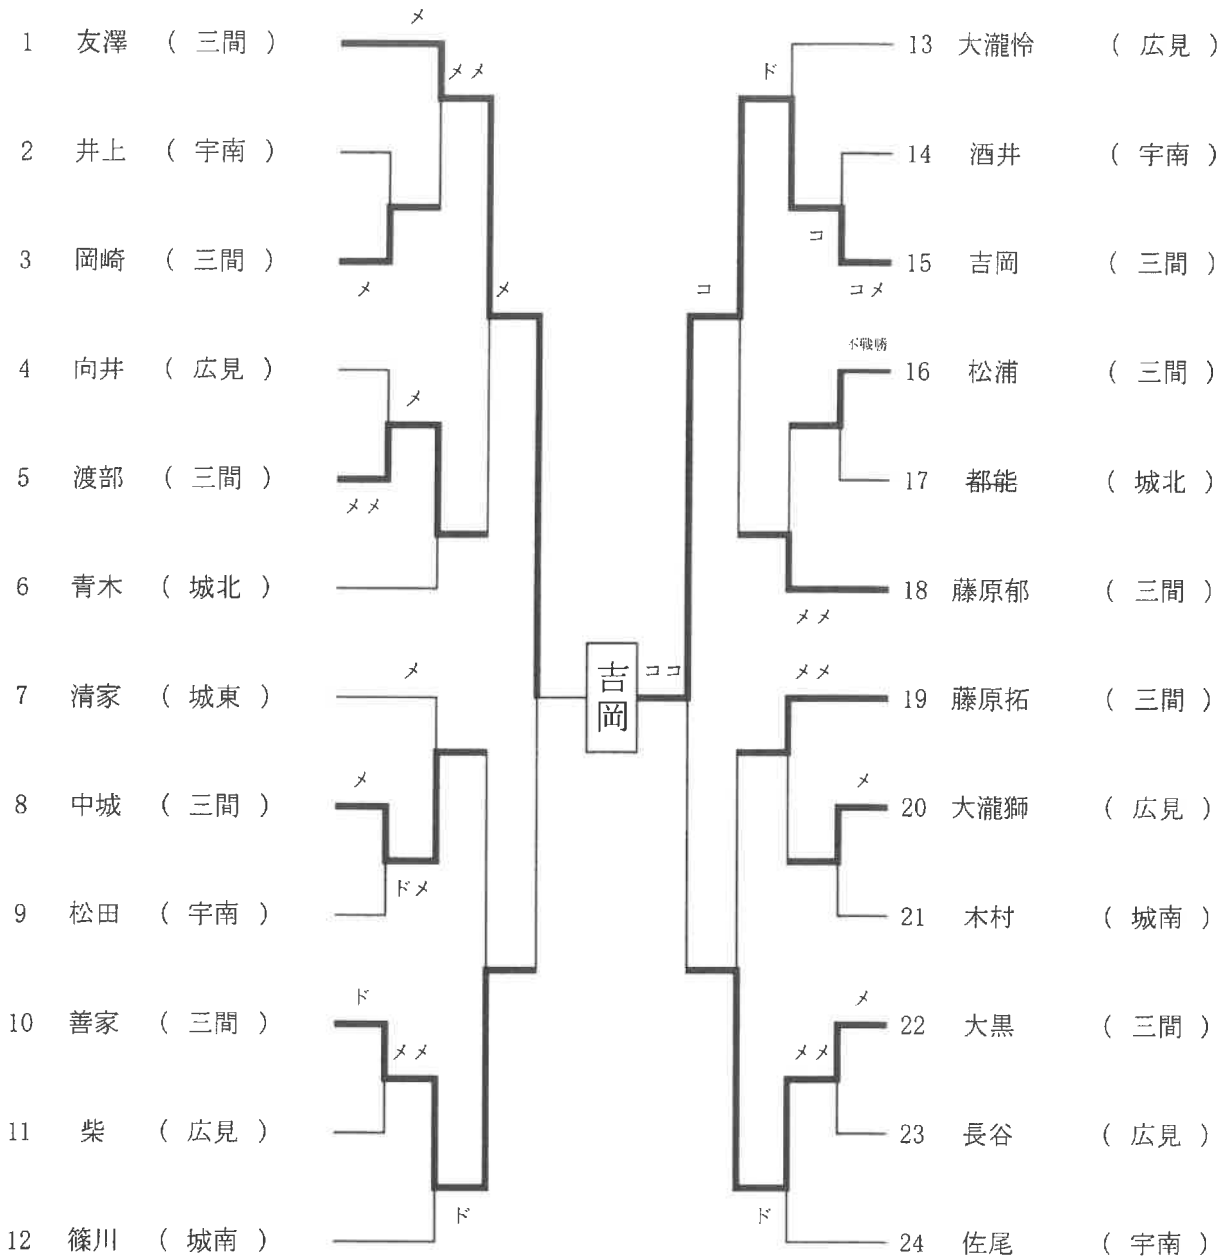 メ
1 友澤 （ 三間 ）
メメ
2 井上 （ 宇南 ）
3 岡崎 （ 三間 ）
メ
メ
4 向井 （ 広見 ）
メ
5 渡部 （ 三間 ）
メメ
6 青木 （ 城北 ）
メ
7 清家 （ 城東 ）
メ
8 中城 （ 三間 ）
ドメ
9 松田 （ 宇南 ）
ド
10 善家 （ 三間 ）
メメ
11 柴 （ 広見 ）
ド
12 篠川 （ 城南 ）
吉岡
ココ
13 大瀧怜 （ 広見 ）
ド
14 酒井 （ 宇南 ）
コ
15 吉岡 （ 三間 ）
コ
コメ
不戦勝
16 松浦 （ 三間 ）
17 都能 （ 城北 ）
18 藤原郁 （ 三間 ）
メメ
メメ
19 藤原拓 （ 三間 ）
メ
20 大瀧獅 （ 広見 ）
21 木村 （ 城南 ）
メ
22 大黒 （ 三間 ）
メメ
23 長谷 （ 広見 ）
ド
24 佐尾 （ 宇南 ）